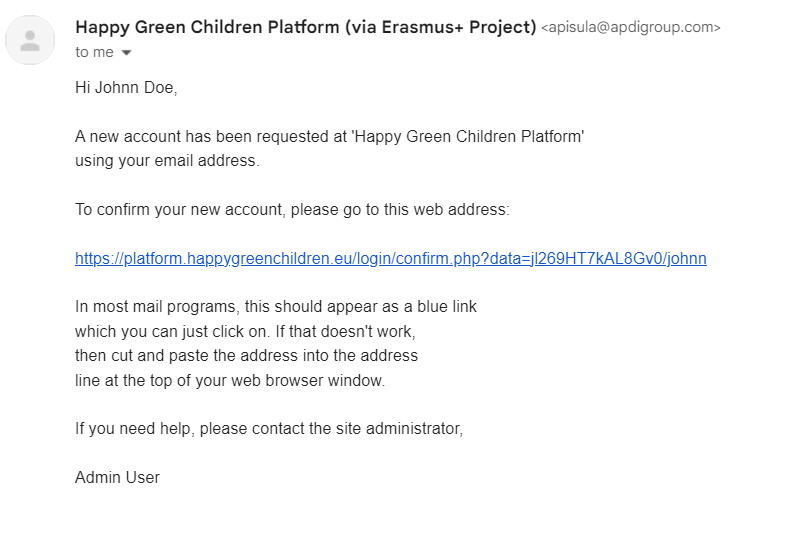 Happy Green Children Platform (via Erasmus+ Project) <apisula@apdigroup.com>
to me
Hi Johnn Doe,
A new account has been requested at 'Happy Green Children Platform'
using your email address.
To confirm your new account, please go to this web address:
https://platform.happygreenchildren.eu/login/confirm.php?data=jl269HT7kAL8Gv0/johnn
In most mail programs, this should appear as a blue link
which you can just click on. If that doesn't work,
then cut and paste the address into the address
line at the top of your web browser window.
If you need help, please contact the site administrator,
Admin User